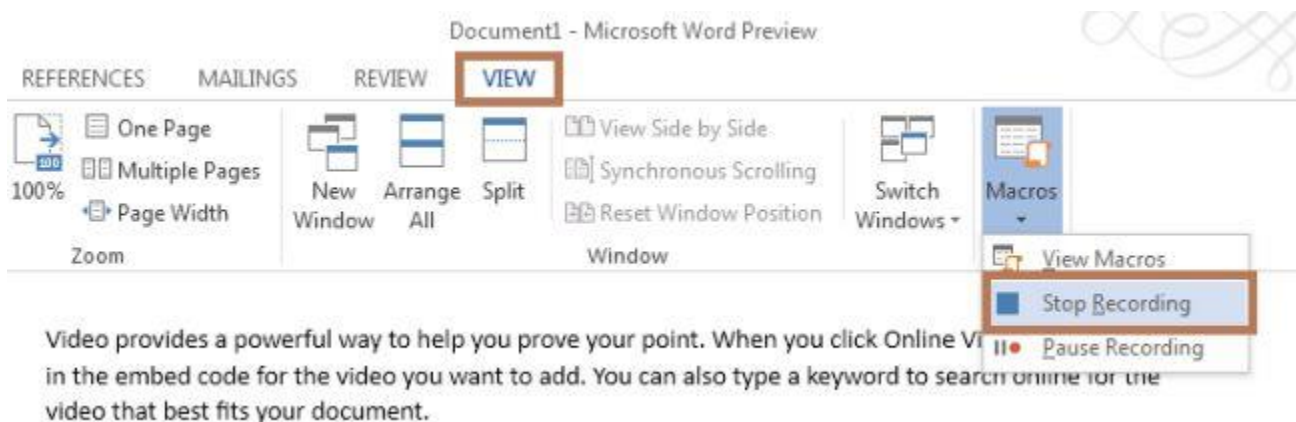 Document1 - Microsoft Word Preview
REFERENCES MAILINGS REVIEW VIEW
One Page
Multiple Pages
Page Width
100
100%
Zoom
New Window
Arrange All
Split
View Side by Side
Synchronous Scrolling
Reset Window Position
Switch Windows
Window
Macros
View Macros
Stop Recording
Pause Recording
Video provides a powerful way to help you prove your point. When you click Online Vi
in the embed code for the video you want to add. You can also type a keyword to search online for the
video that best fits your document.